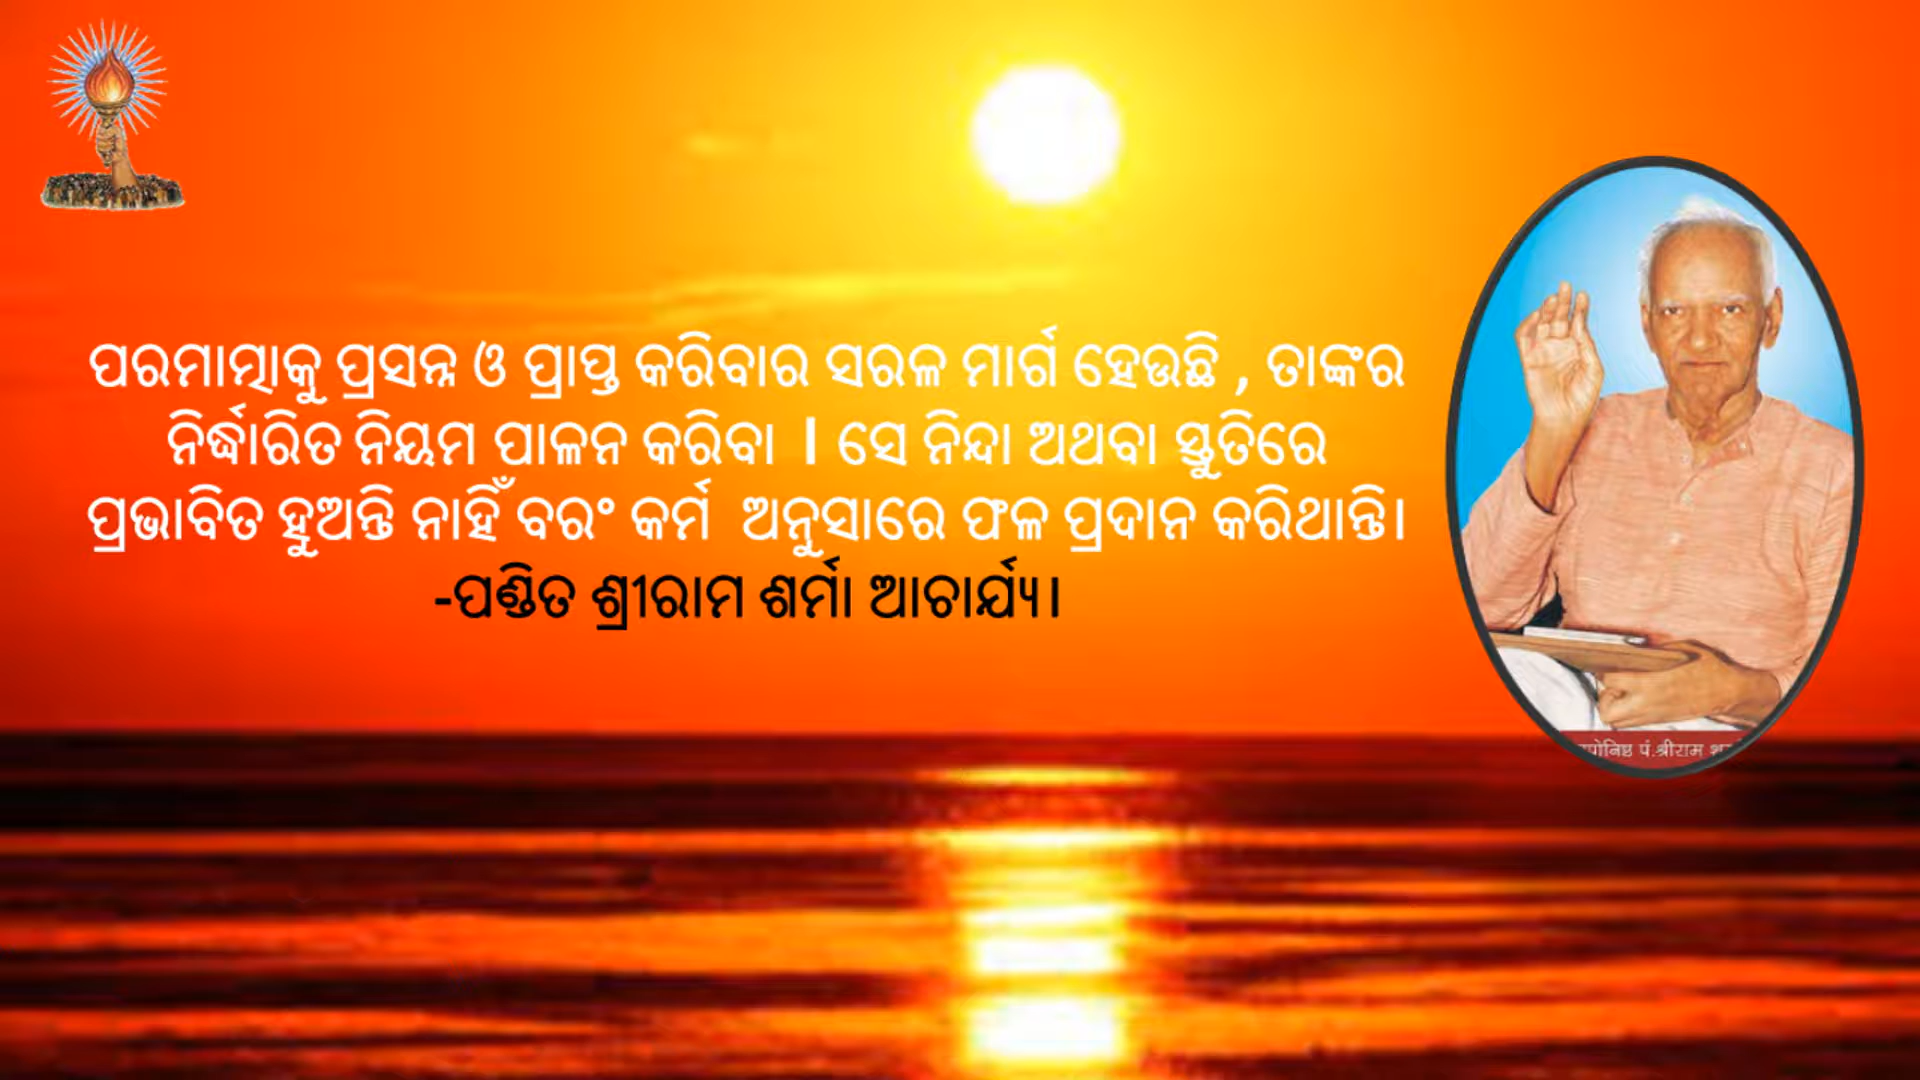 ପରମାତ୍ମାକୁ ପ୍ରସନ୍ନ ଓ ପ୍ରାପ୍ତ କରିବାର ସରଳ ମାର୍ଗ ହେଉଛି , ତାଙ୍କର
ନିର୍ଦ୍ଧାରିତ ନିୟମ ପାଳନ କରିବା । ସେ ନିନ୍ଦା ଅଥବା ସ୍ତୁତିରେ
ପ୍ରଭାବିତ ହୁଅନ୍ତି ନାହିଁ ବରଂ କର୍ମ ଅନୁସାରେ ଫଳ ପ୍ରଦାନ କରିଥାନ୍ତି।
-ପଣ୍ଡିତ ଶ୍ରୀରାମ ଶର୍ମା ଆଚାର୍ଯ୍ୟ।
पं.श्रीराम